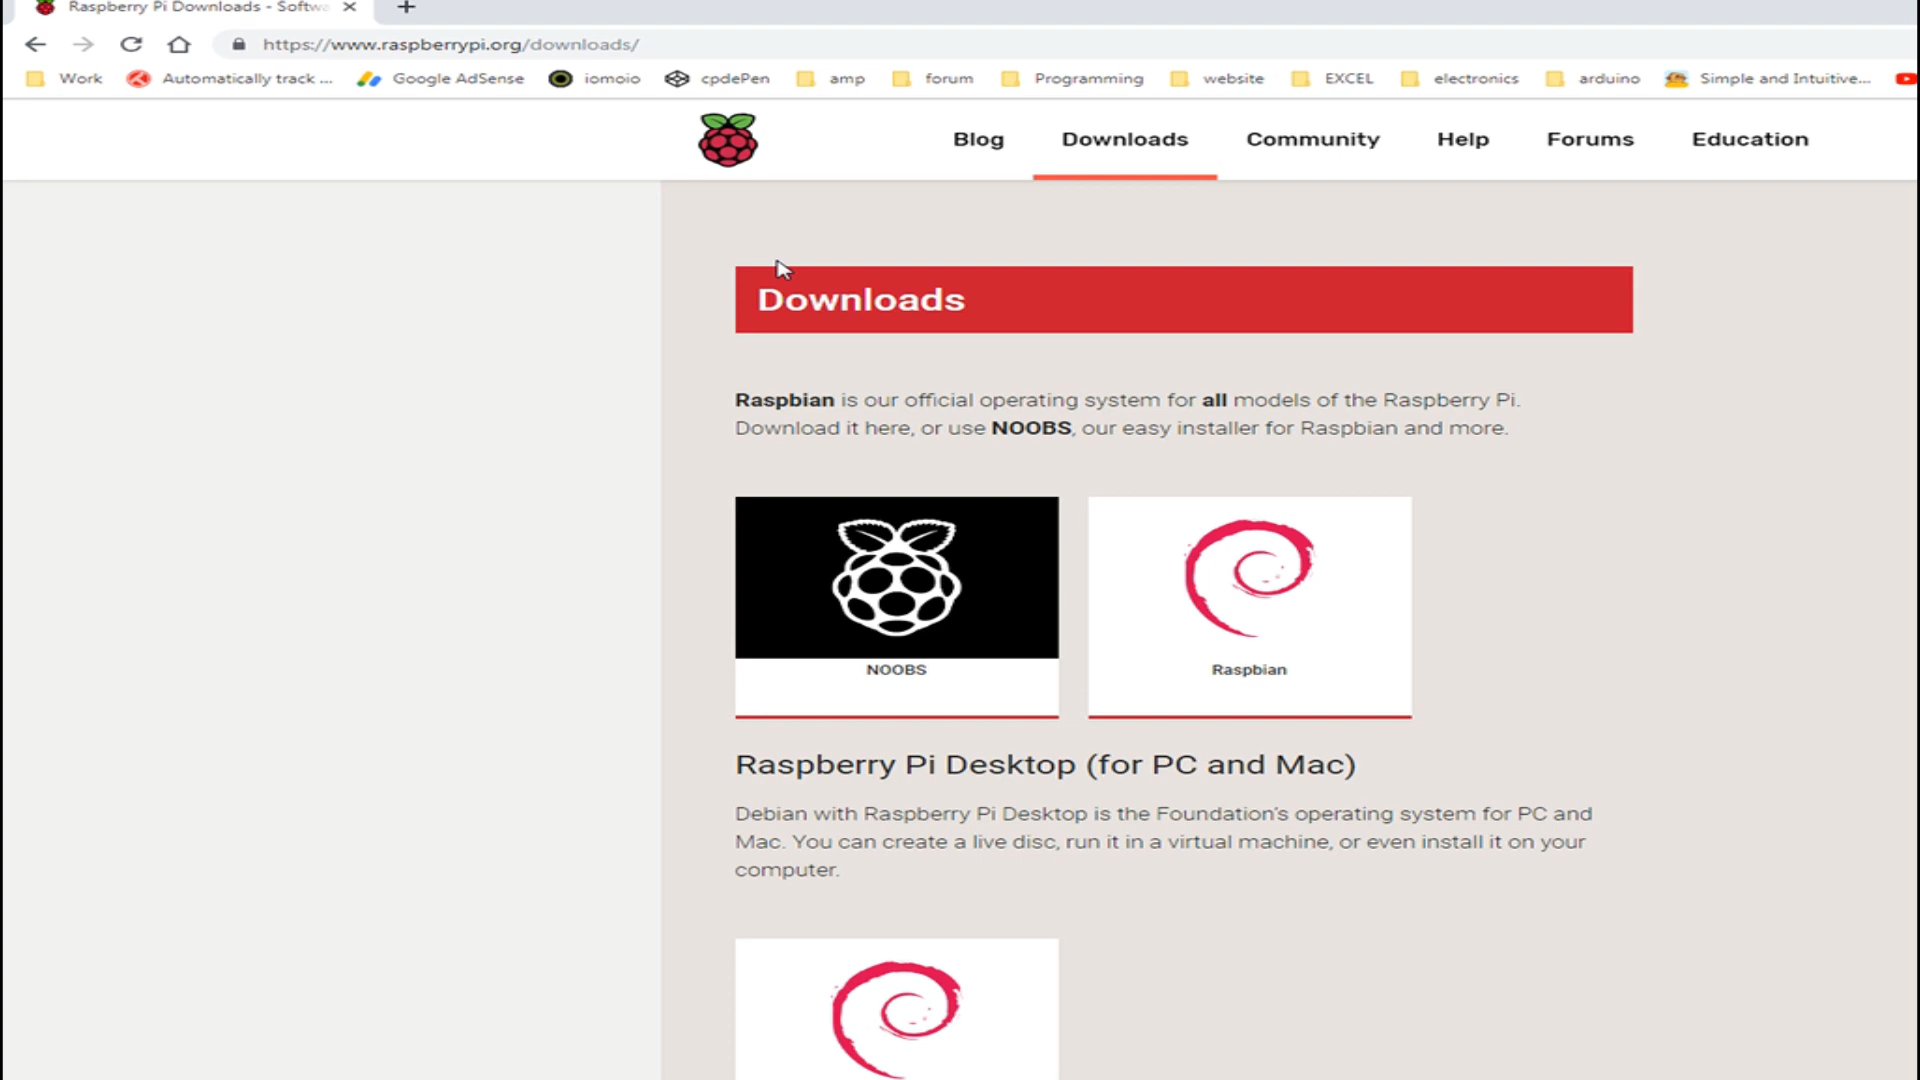 Raspberry Pi Downloads - Softwa
https://www.raspberrypi.org/downloads/
Work Automatically track ... Google AdSense iomoio cpdePen amp forum Programming website EXCEL electronics arduino Simple and Intuitive...
Blog Downloads Community Help Forums Education
Downloads
Raspbian is our official operating system for all models of the Raspberry Pi.
Download it here, or use NOOBS, our easy installer for Raspbian and more.
NOOBS Raspbian
Raspberry Pi Desktop (for PC and Mac)
Debian with Raspberry Pi Desktop is the Foundation's operating system for PC and
Mac. You can create a live disc, run it in a virtual machine, or even install it on your
computer.